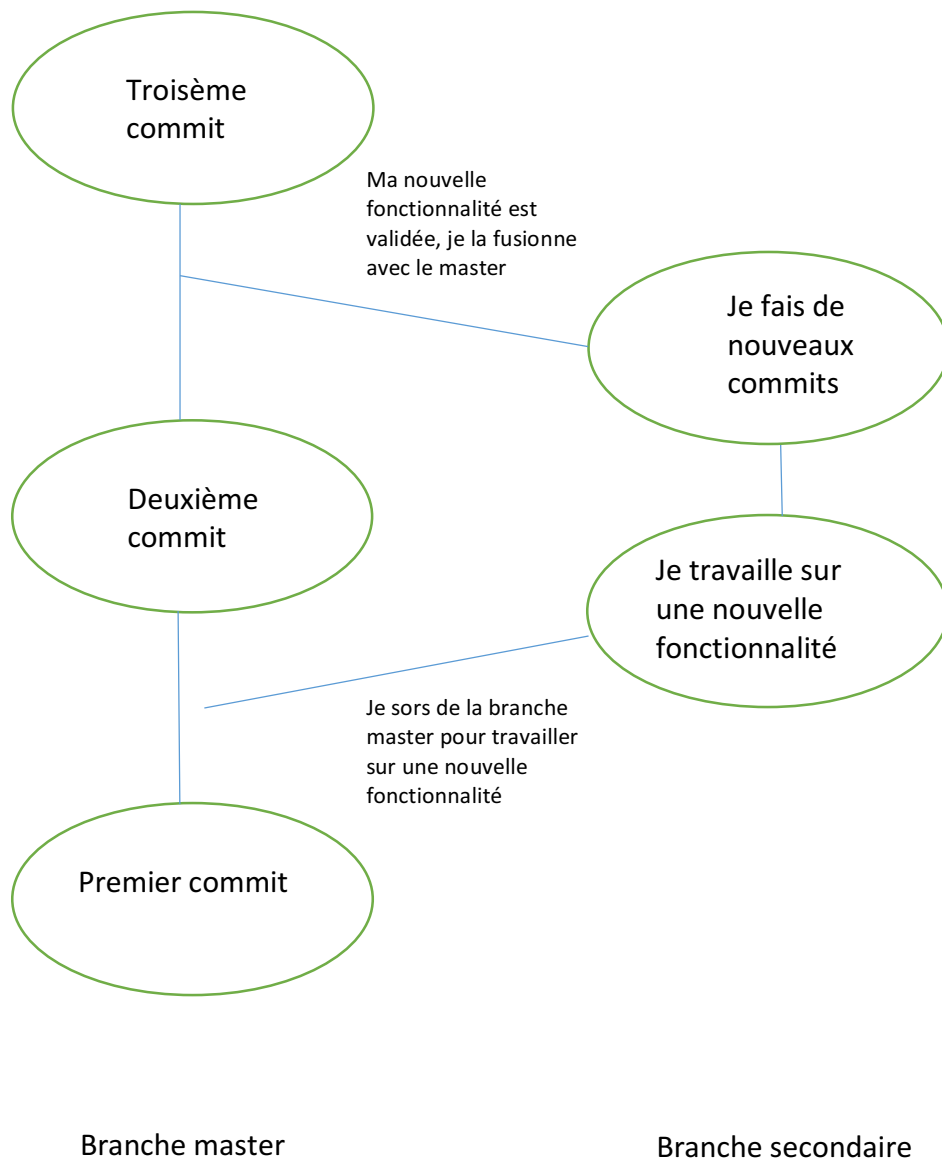 Troisème
commit
Ma nouvelle
fonctionnalité est
validée, je la fusionne
avec le master
Je fais de
nouveaux
commits
Deuxième
commit
Je travaille sur
une nouvelle
fonctionnalité
Je sors de la branche
master pour travailler
sur une nouvelle
fonctionnalité
Premier commit
Branche master
Branche secondaire